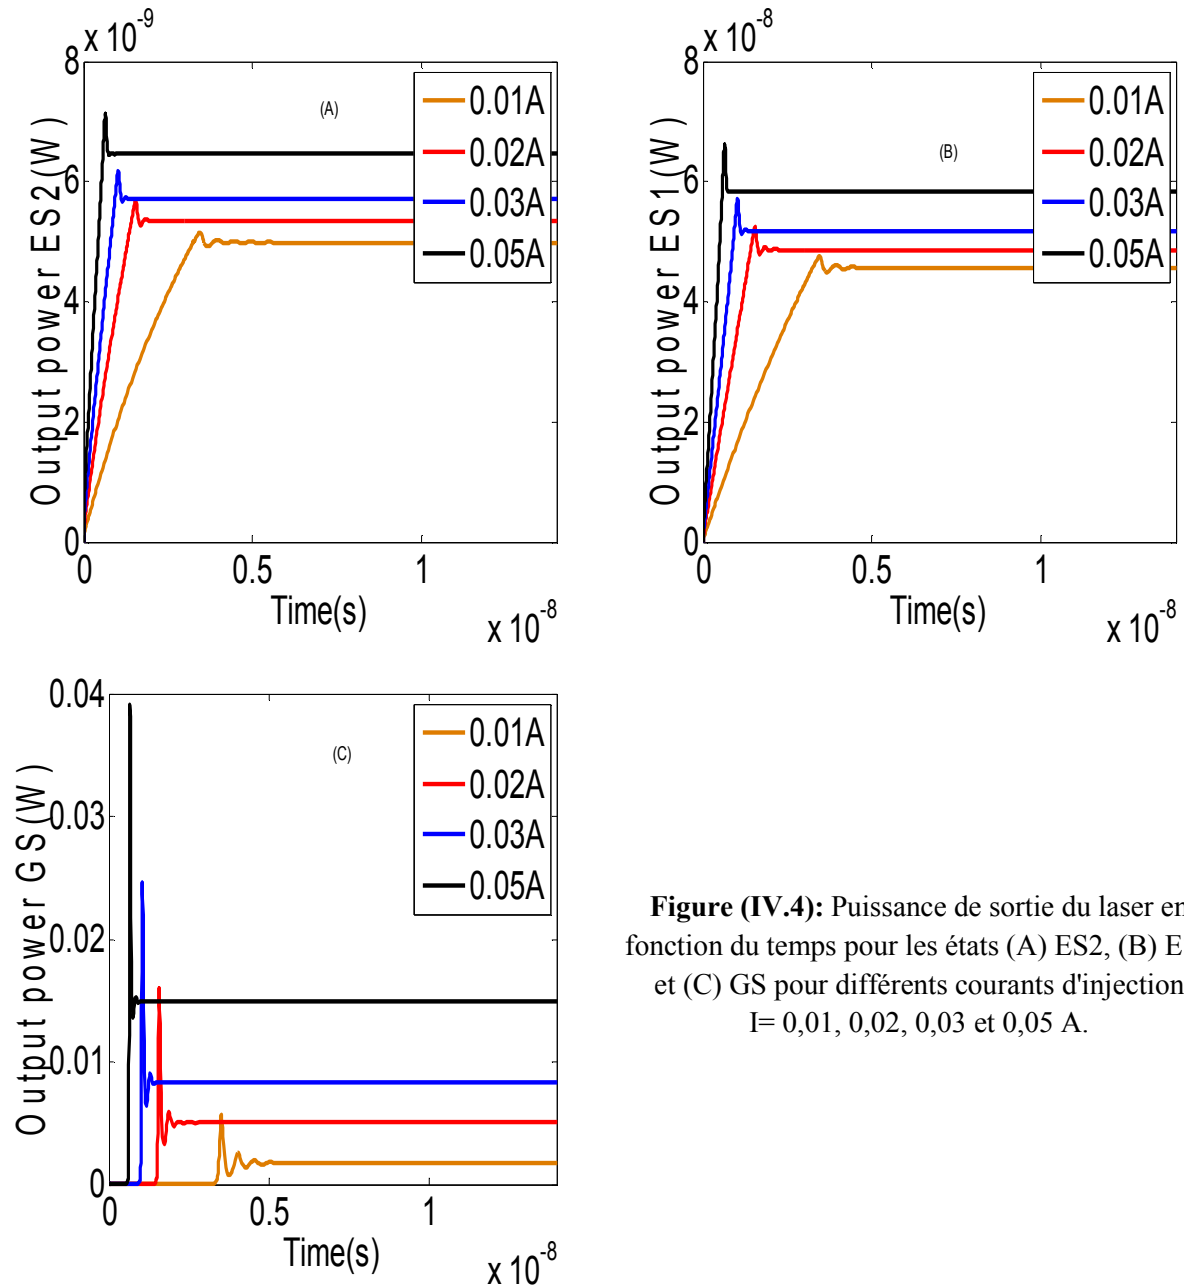 x 10-9
8
6
4
2
0
Output power ES2(W)
(A)
0.01A
0.02A
0.03A
0.05A
0
0.5
1
Time(s)
x 10-8
x 10-8
8
6
4
2
0
Output power ES1(W)
(B)
0.01A
0.02A
0.03A
0.05A
0
0.5
1
Time(s)
x 10-8
0.04
0.03
0.02
0.01
0
Output power GS(W)
(C)
0.01A
0.02A
0.03A
0.05A
0
0.5
1
Time(s)
x 10-8
Figure (IV.4): Puissance de sortie du laser en
fonction du temps pour les états (A) ES2, (B)
et (C) GS pour différents courants d'injection
I= 0,01, 0,02, 0,03 et 0,05 A.